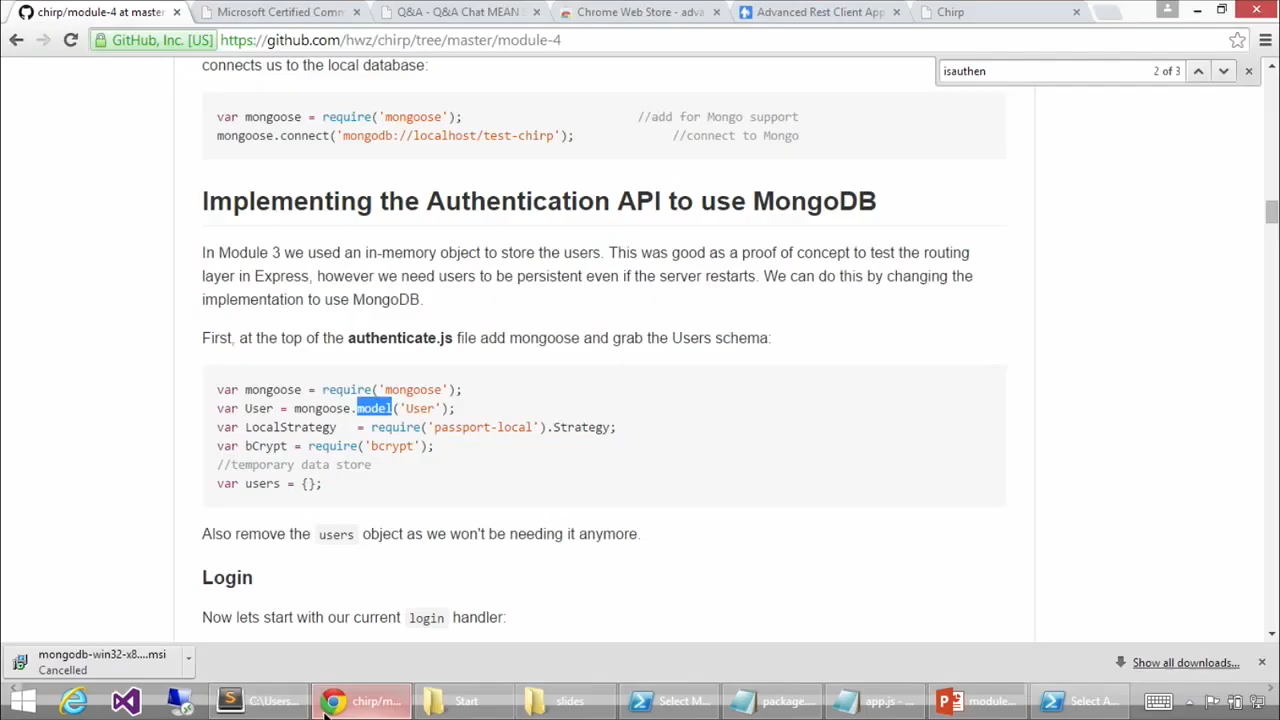 chirp/module-4 at master
Microsoft Certified Comm
Q&A - Q&A Chat MEAN
Chrome Web Store - adva
Advanced Rest Client App
Chirp
GitHub, Inc. [US]
https://github.com/hwz/chirp/tree/master/module-4
isauthen
2 of 3
connects us to the local database:
var mongoose = require('mongoose'); //add for Mongo support
mongoose.connect('mongodb://localhost/test-chirp'); //connect to Mongo
Implementing the Authentication API to use MongoDB
In Module 3 we used an in-memory object to store the users. This was good as a proof of concept to test the routing
layer in Express, however we need users to be persistent even if the server restarts. We can do this by changing the
implementation to use MongoDB.
First, at the top of the authenticate.js file add mongoose and grab the Users schema:
var mongoose = require('mongoose');
var User = mongoose.model('User');
var LocalStrategy = require('passport-local').Strategy;
var bCrypt = require('bcrypt');
//temporary data store
var users = {};
Also remove the users object as we won't be needing it anymore.
Login
Now lets start with our current login handler:
mongodb-win32-x8....msi
Cancelled
Show all downloads...
C:\Users...
chirp/m...
Start
slides
Select M...
package...
app.js - ...
module...
Select A...